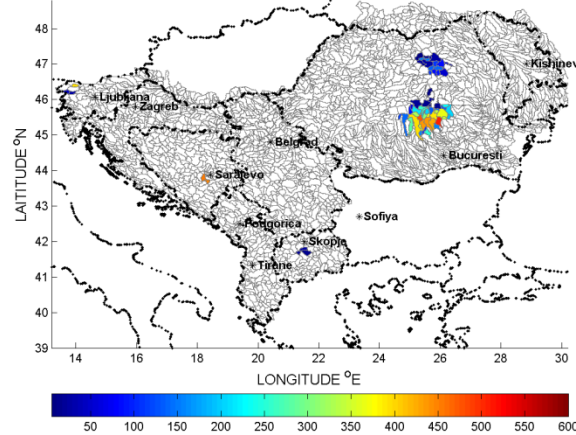 48
47
46
45
44
43
42
41
40
39
LAITITUDE °N
Kishinev
Ljubljana
Zagreb
Belgrad
Bucuresti
Sarajevo
Podgorica
Sofiya
Skopje
Tirane
14 16 18 20 22 24 26 28 30
LONGITUDE °E
50 100 150 200 250 300 350 400 450 500 550 600